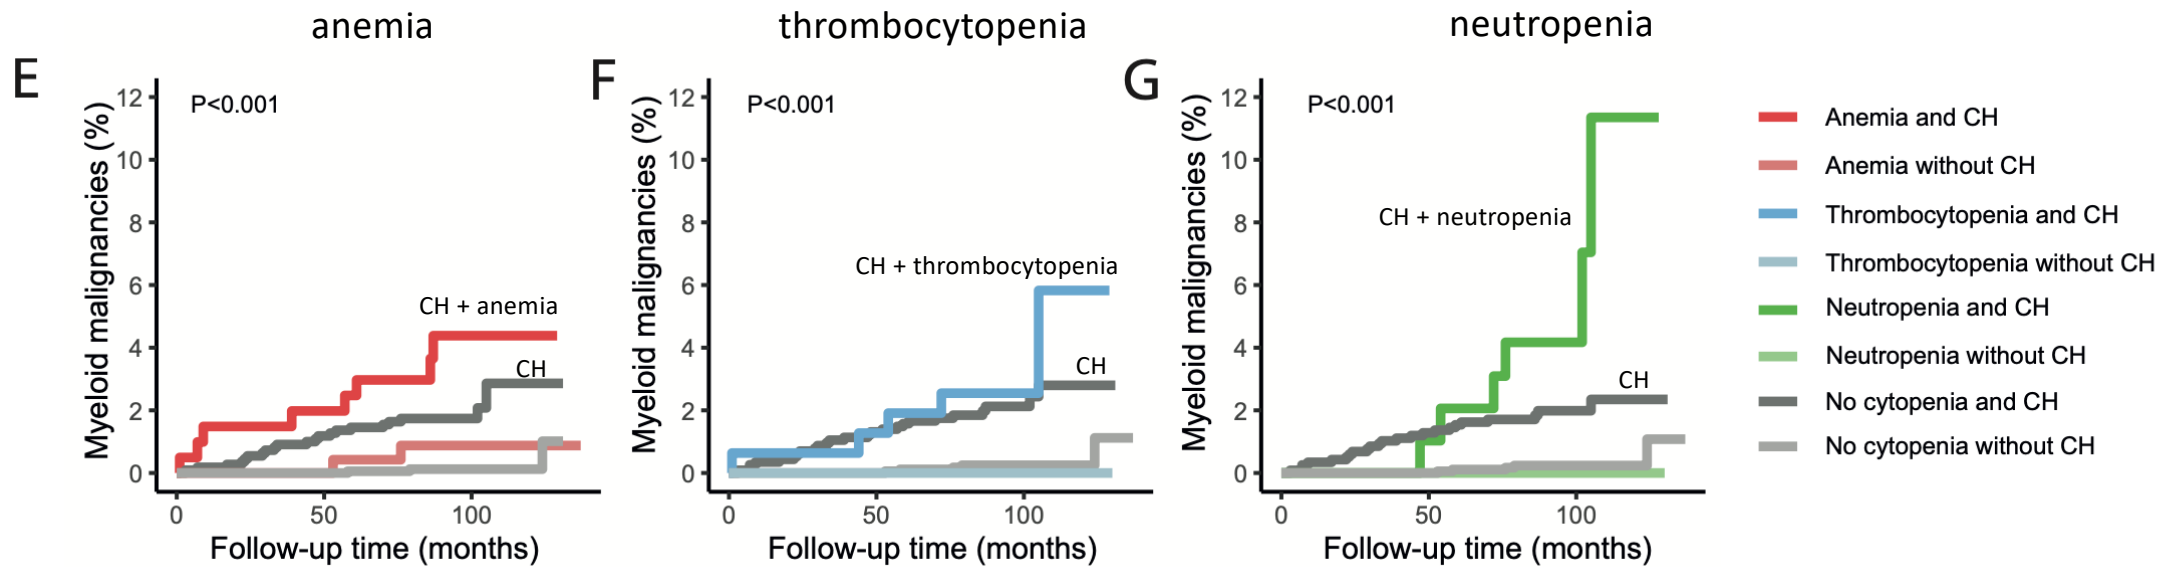 anemia
thrombocytopenia
neutropenia
E
P<0.001
Myeloid malignancies (%)
12
10
8
6
4
2
0
CH + anemia
CH
0 50 100
Follow-up time (months)
F
P<0.001
Myeloid malignancies (%)
12
10
8
6
4
2
0
CH + thrombocytopenia
CH
0 50 100
Follow-up time (months)
G
P<0.001
Myeloid malignancies (%)
12
10
8
6
4
2
0
CH + neutropenia
CH
0 50 100
Follow-up time (months)
Anemia and CH
Anemia without CH
Thrombocytopenia and CH
Thrombocytopenia without CH
Neutropenia and CH
Neutropenia without CH
No cytopenia and CH
No cytopenia without CH